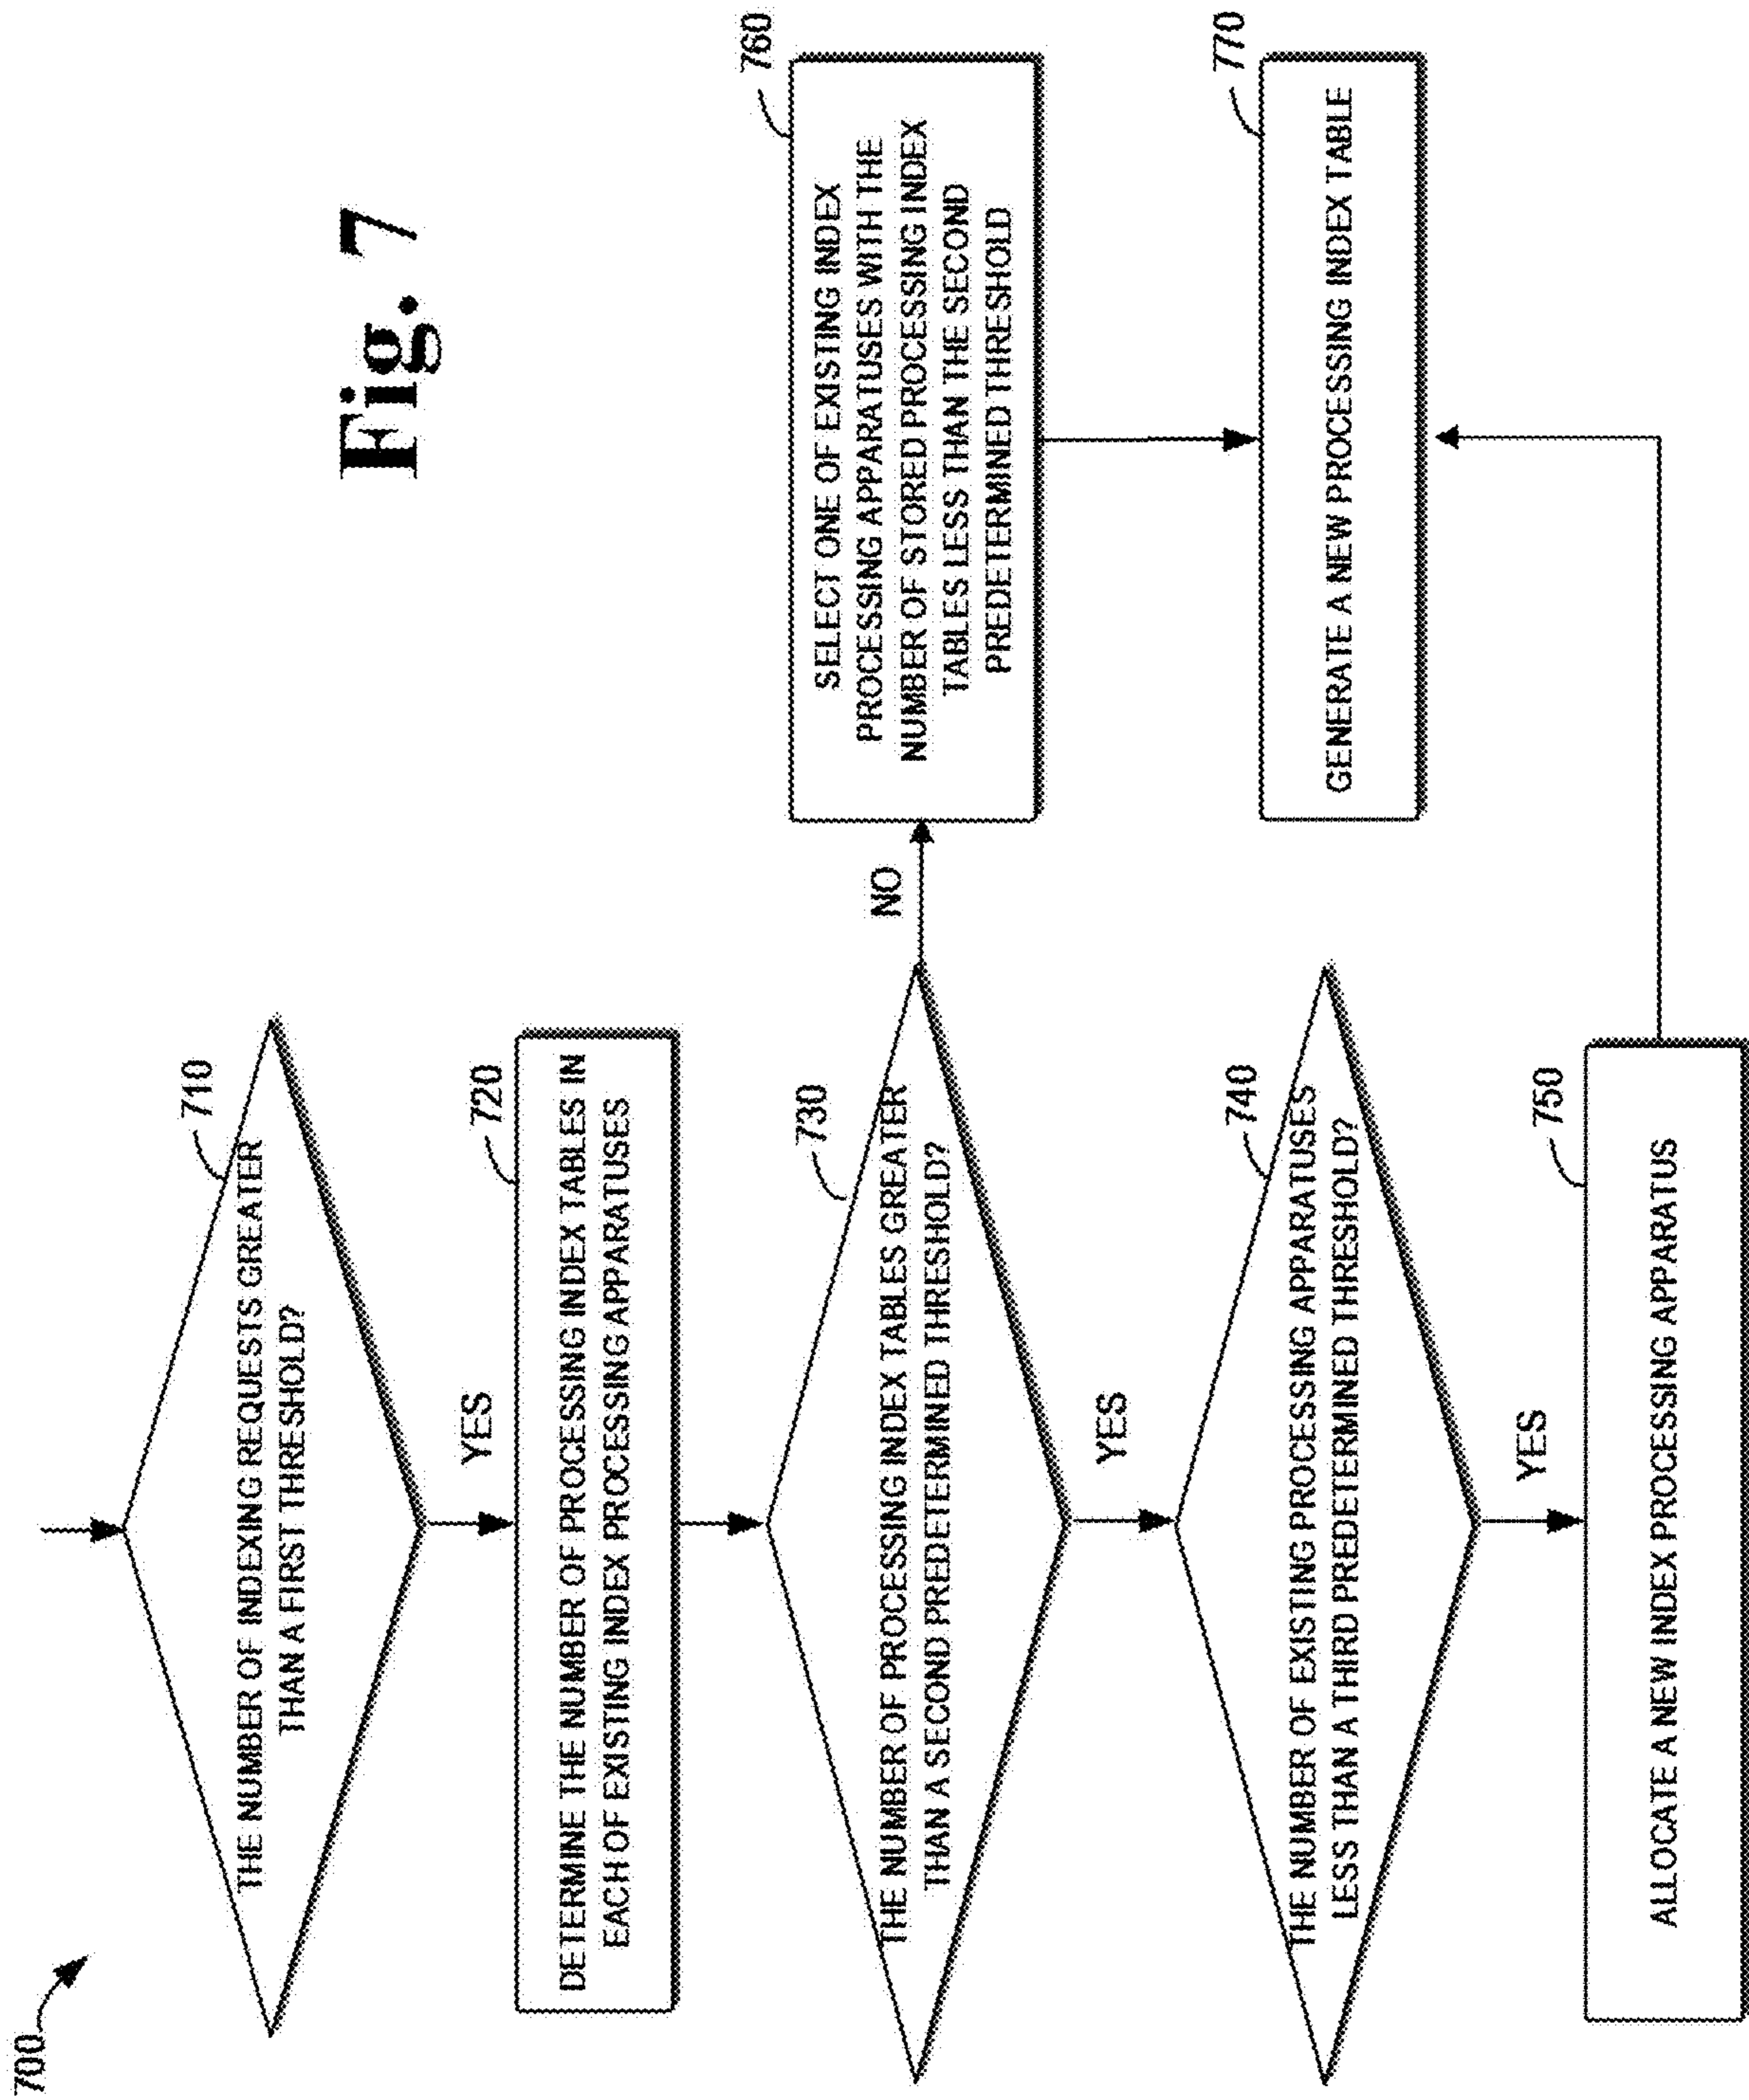 700
Fig. 7
710
THE NUMBER OF INDEXING REQUESTS GREATER
THAN A FIRST THRESHOLD?
YES
720
DETERMINE THE NUMBER OF PROCESSING INDEX TABLES IN
EACH OF EXISTING INDEX PROCESSING APPARATUSES
730
THE NUMBER OF PROCESSING INDEX TABLES GREATER
THAN A SECOND PREDETERMINED THRESHOLD?
NO
760
SELECT ONE OF EXISTING INDEX
PROCESSING APPARATUSES WITH THE
NUMBER OF STORED PROCESSING INDEX
TABLES LESS THAN THE SECOND
PREDETERMINED THRESHOLD
YES
740
THE NUMBER OF EXISTING PROCESSING APPARATUSES
LESS THAN A THIRD PREDETERMINED THRESHOLD?
770
GENERATE A NEW PROCESSING INDEX TABLE
YES
750
ALLOCATE A NEW INDEX PROCESSING APPARATUS